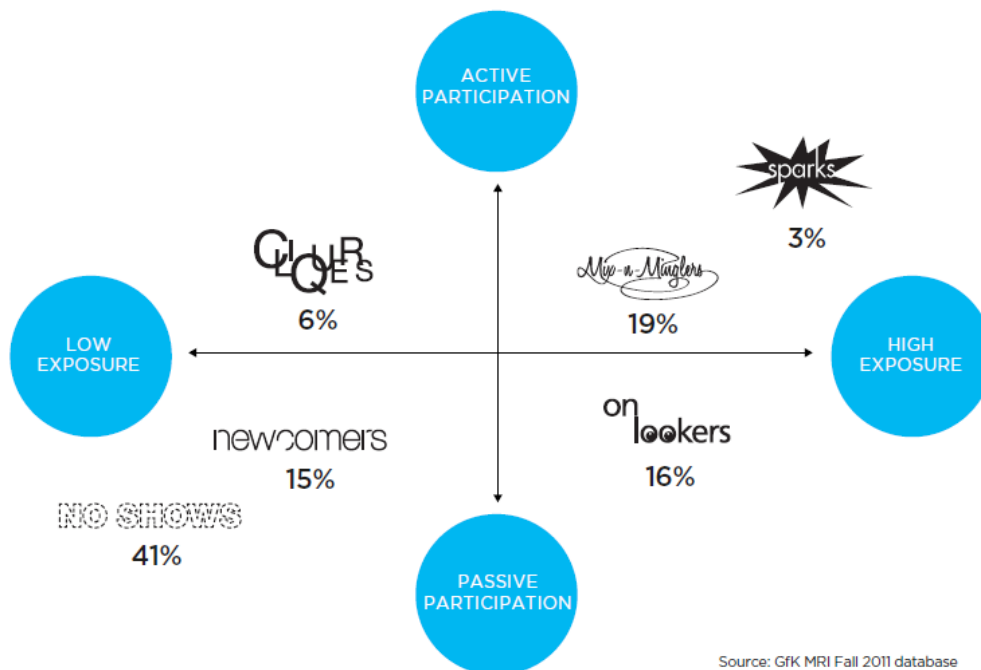 ACTIVE
PARTICIPATION
sparks
3%
CLIQUERS
6%
Mix-n-Minglers
19%
LOW
EXPOSURE
HIGH
EXPOSURE
on
lookers
16%
newcomers
15%
NO SHOWS
41%
PASSIVE
PARTICIPATION
Source: GfK MRI Fall 2011 database